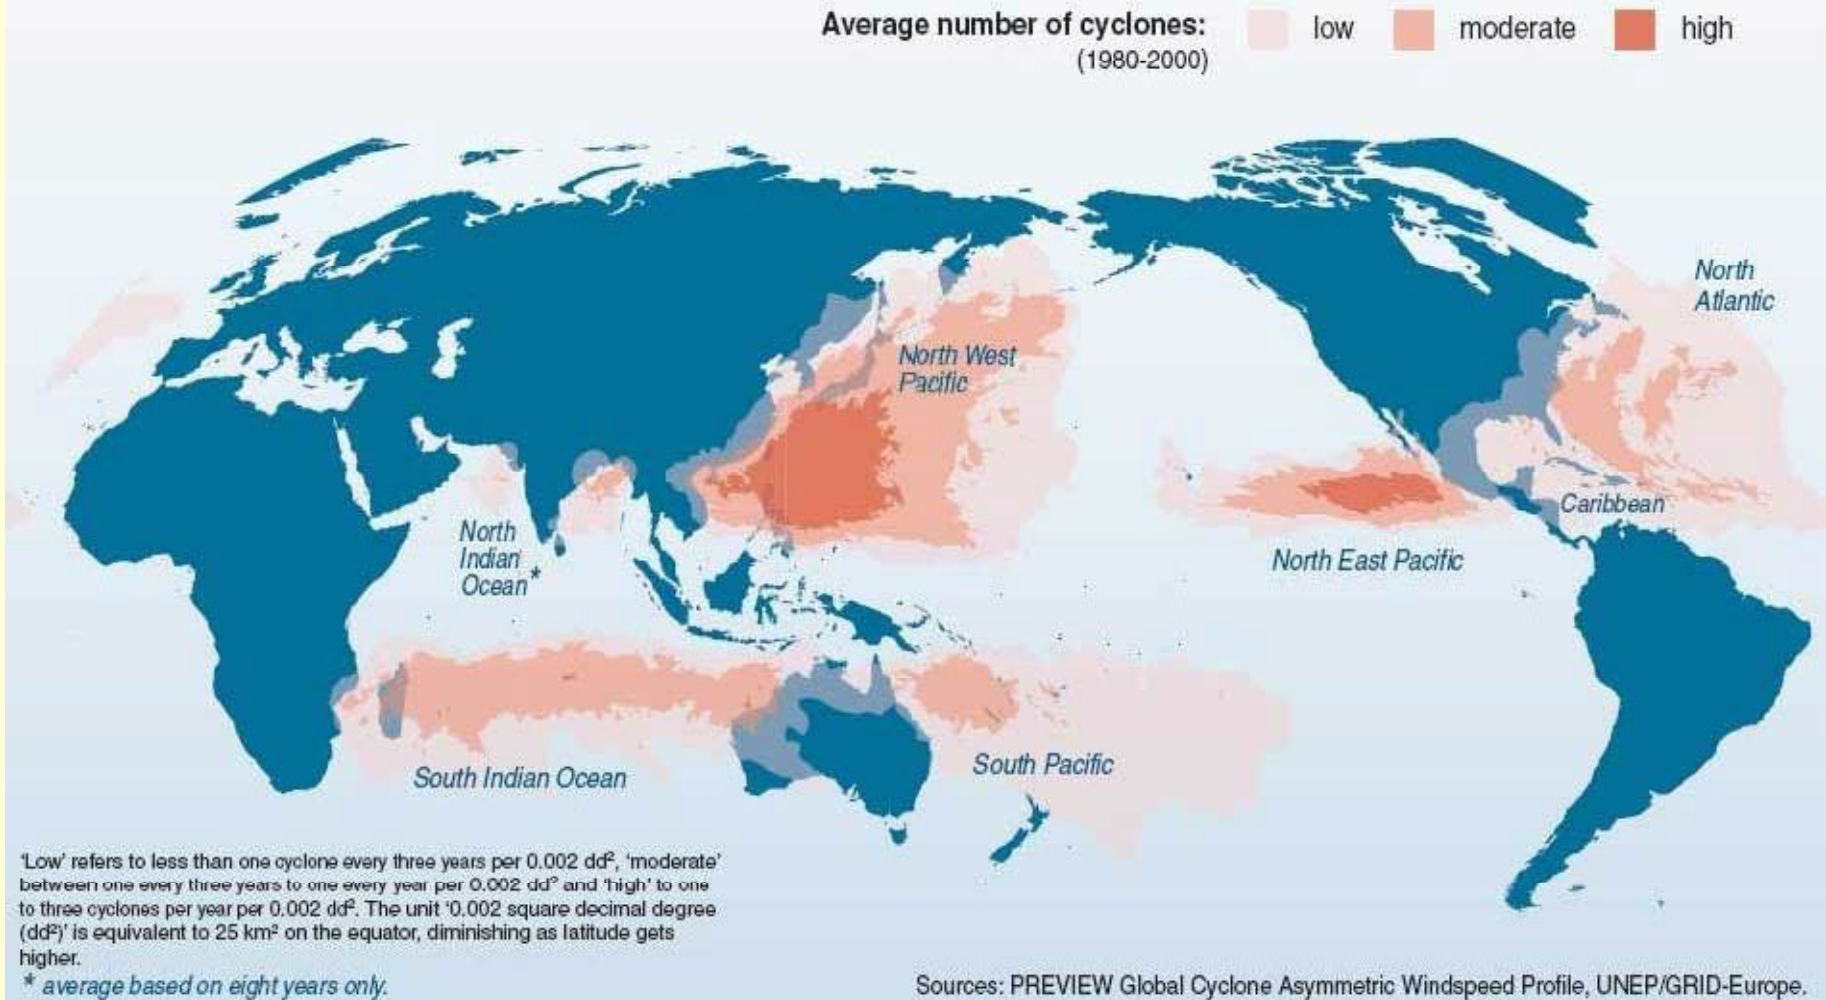 Average number of cyclones:
(1980-2000)
low
moderate
high
North
Atlantic
North West
Pacific
Caribbean
North
Indian
Ocean*
North East Pacific
South Indian Ocean
South Pacific
‘Low’ refers to less than one cyclone every three years per 0.002 dd², ‘moderate’
between one every three years to one every year per 0.002 dd² and ‘high’ to one
to three cyclones per year per 0.002 dd². The unit ‘0.002 square decimal degree
(dd²)’ is equivalent to 25 km² on the equator, diminishing as latitude gets
higher.
* average based on eight years only.
Sources: PREVIEW Global Cyclone Asymmetric Windspeed Profile, UNEP/GRID-Europe.